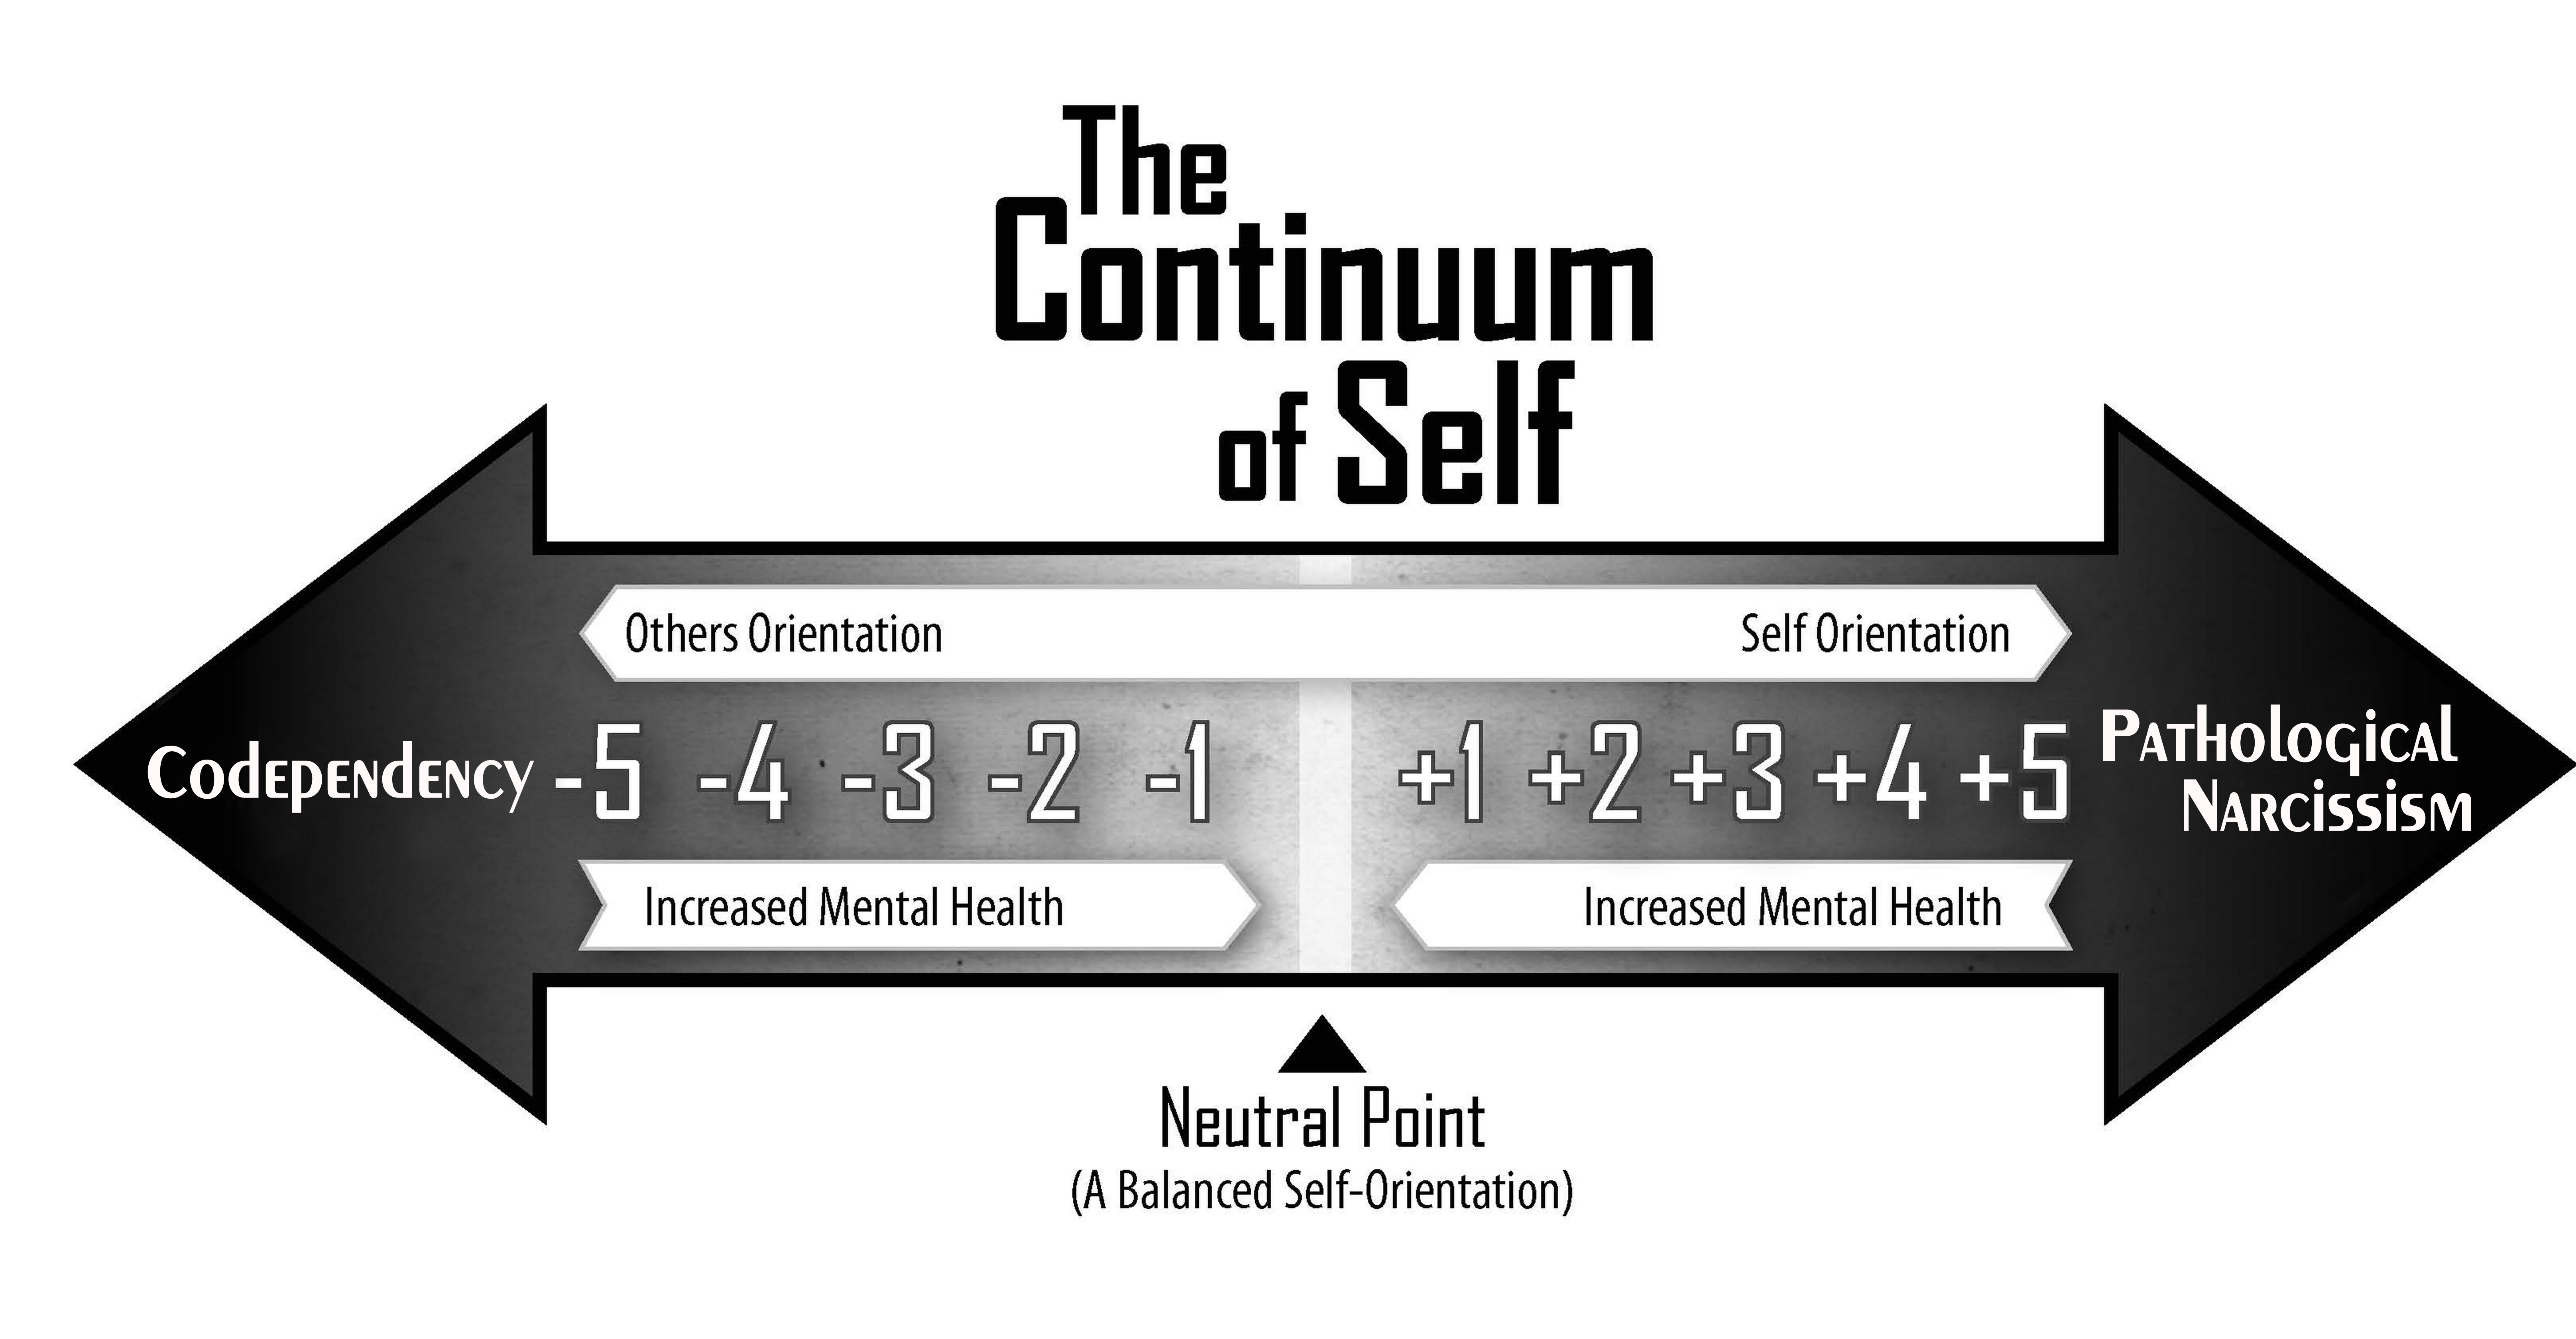 The
Continuum
of Self
Others Orientation
Self Orientation
Codependency -5 -4 -3 -2 -1 +1 +2 +3 +4 +5 Pathological
Narcissism
Increased Mental Health
Increased Mental Health
Neutral Point
(A Balanced Self-Orientation)